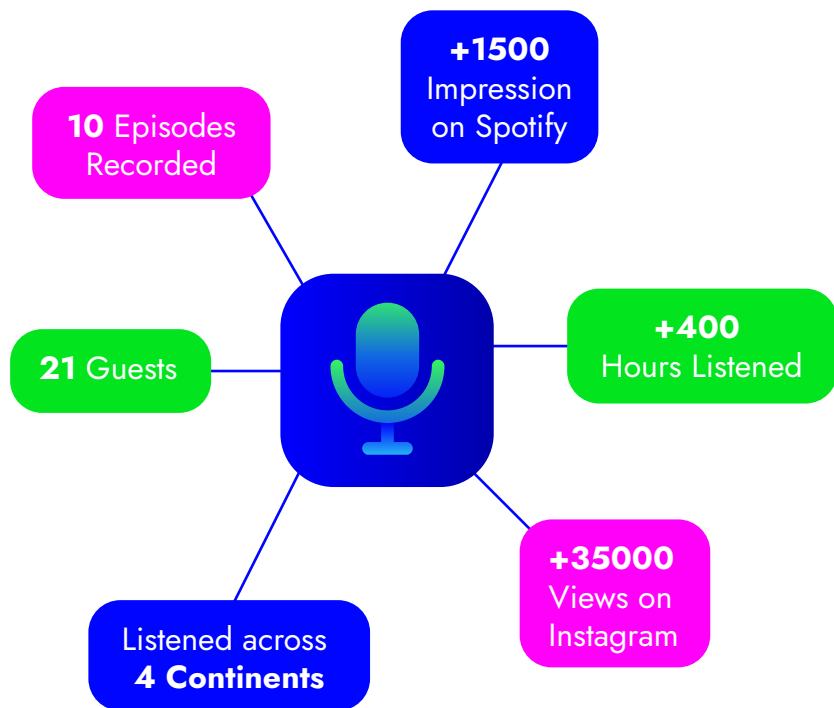 +1500
Impression
on Spotify
10 Episodes
Recorded
+400
Hours Listened
21 Guests
+35000
Views on
Instagram
Listened across
4 Continents